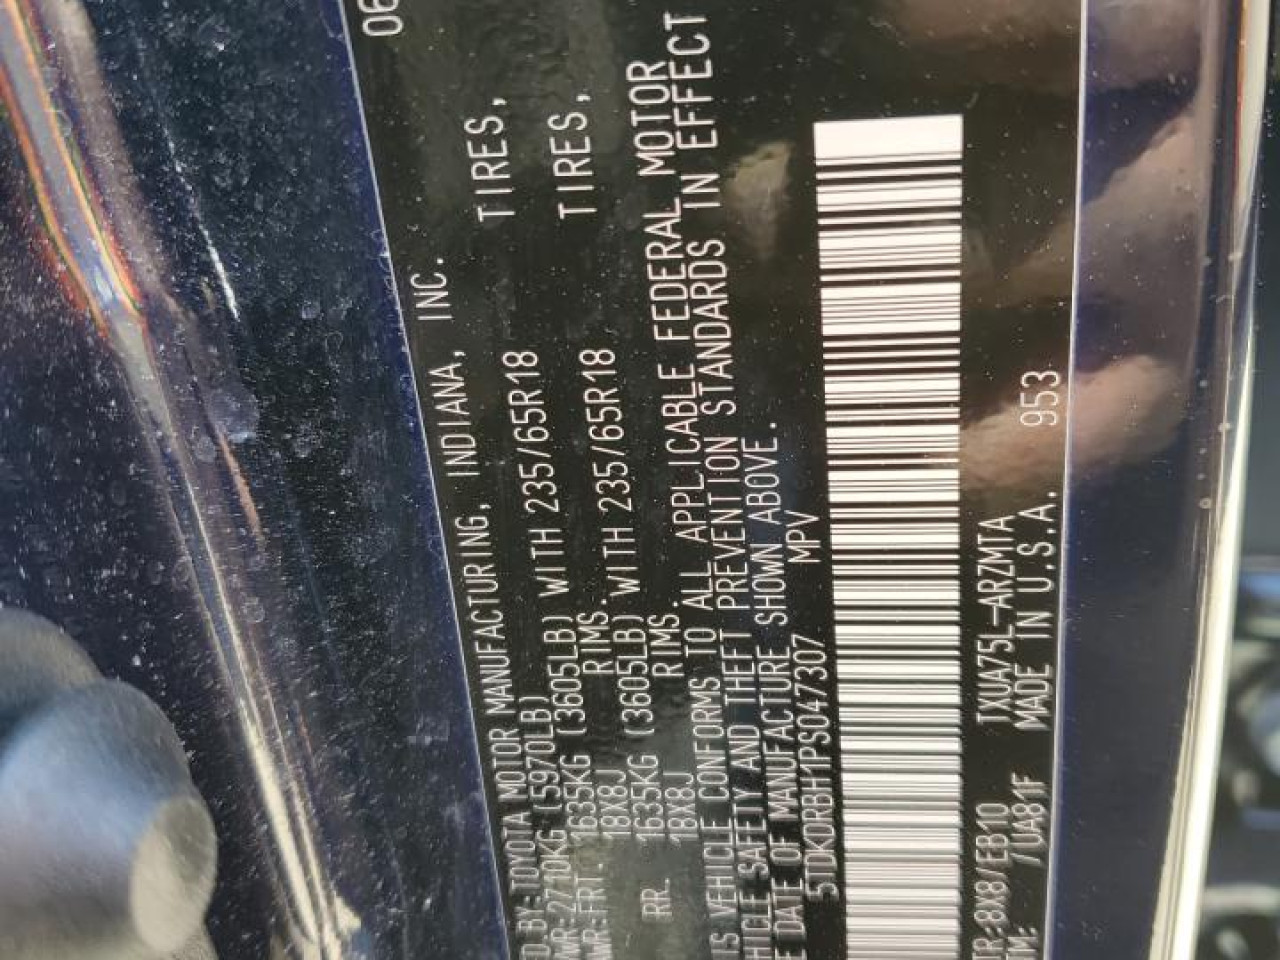 06
D BY:TOYOTA MOTOR MANUFACTURING, INDIANA, INC.
WR:2710KG (5970LB)
WR:FRT. 1635KG (3605LB) WITH 235/65R18 TIRES,
18X8J RIMS.
RR. 1635KG (3605LB) WITH 235/65R18 TIRES,
18X8J RIMS.
IS VEHICLE CONFORMS TO ALL APPLICABLE FEDERAL MOTOR
HICLE SAFETY AND THEFT PREVENTION STANDARDS IN EFFECT
E DATE OF MANUFACTURE SHOWN ABOVE.
5TDKDRBH1PS047307 MPV
TR:8X8/EB10 TXUA75L-ARZMTA
TM: 7UA81F MADE IN U.S.A. 953